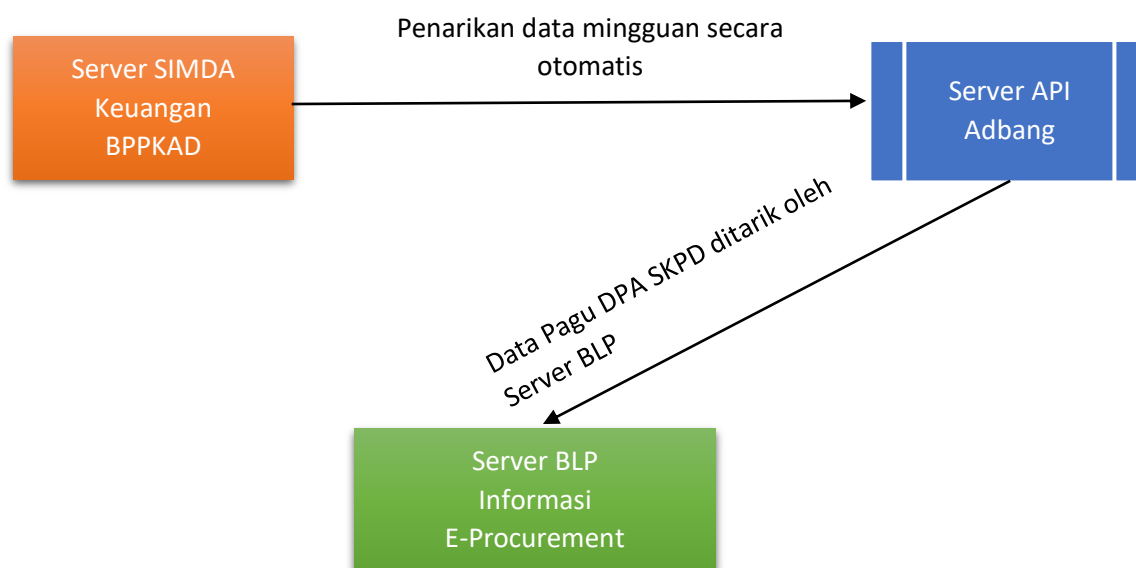 Penarikan data mingguan secara
otomatis
Server SIMDA
Keuangan
BPPKAD
Server API
Adbang
Data Pagu DPA SKPD ditarik oleh
Server BLP
Server BLP
Informasi
E-Procurement